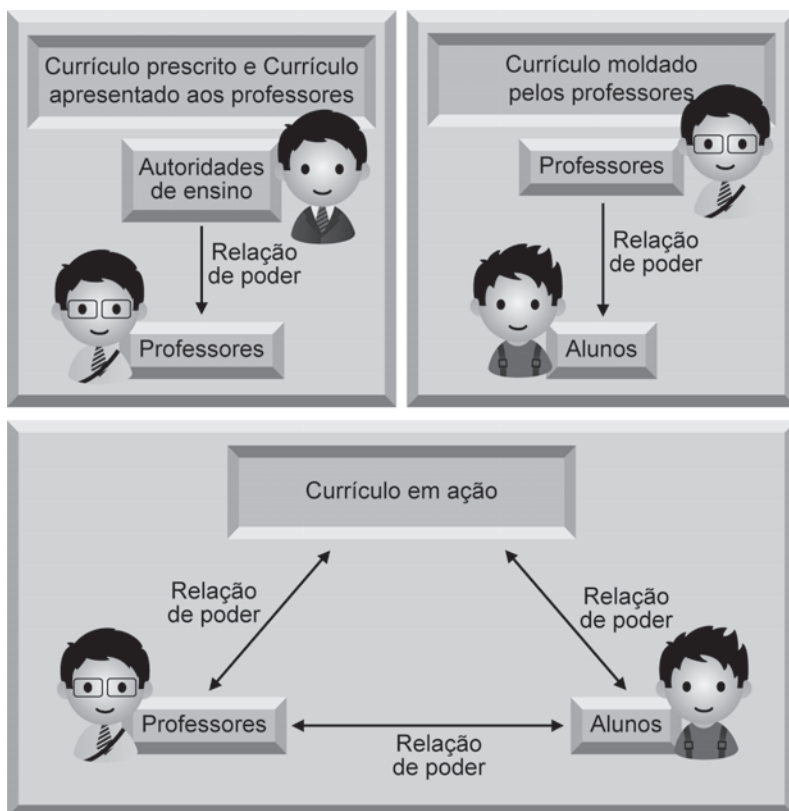 Currículo prescrito e Currículo
apresentado aos professores
Autoridades
de ensino
Relação
de poder
Professores
Currículo moldado
pelos professores
Professores
Relação
de poder
Alunos
Currículo em ação
Relação
de poder
Relação
de poder
Professores
Alunos
Relação
de poder